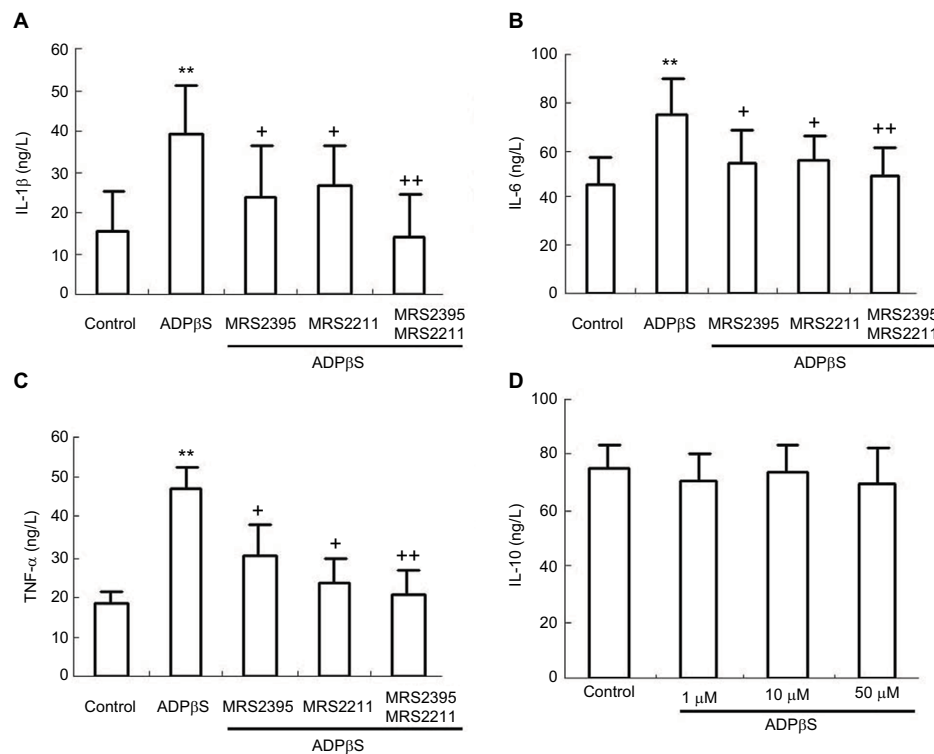 A
60
50
40
30
20
10
0
IL-1β (ng/L)
**
+
+
++
Control
ADPβS
MRS2395
MRS2211
MRS2395
MRS2211
ADPβS
B
100
80
60
40
20
0
IL-6 (ng/L)
**
+
+
++
Control
ADPβS
MRS2395
MRS2211
MRS2395
MRS2211
ADPβS
C
60
50
40
30
20
10
0
TNF-α (ng/L)
**
+
+
++
Control
ADPβS
MRS2395
MRS2211
MRS2395
MRS2211
ADPβS
D
100
80
60
40
20
0
IL-10 (ng/L)
Control
1 μM
10 μM
50 μM
ADPβS